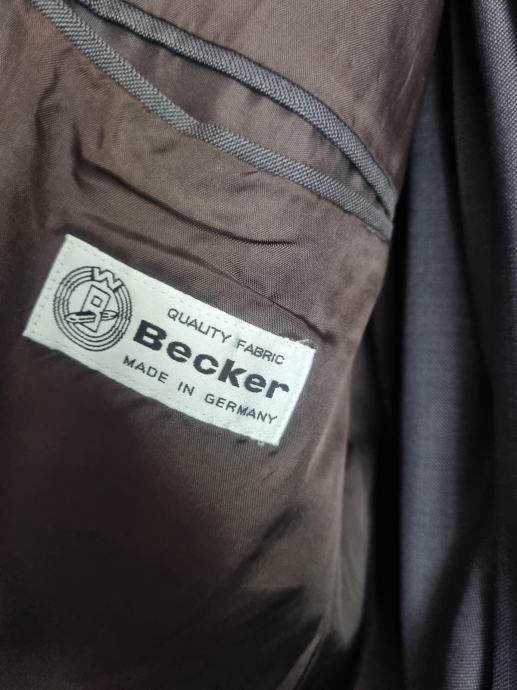 W
B
QUALITY FABRIC
Becker
MADE IN GERMANY